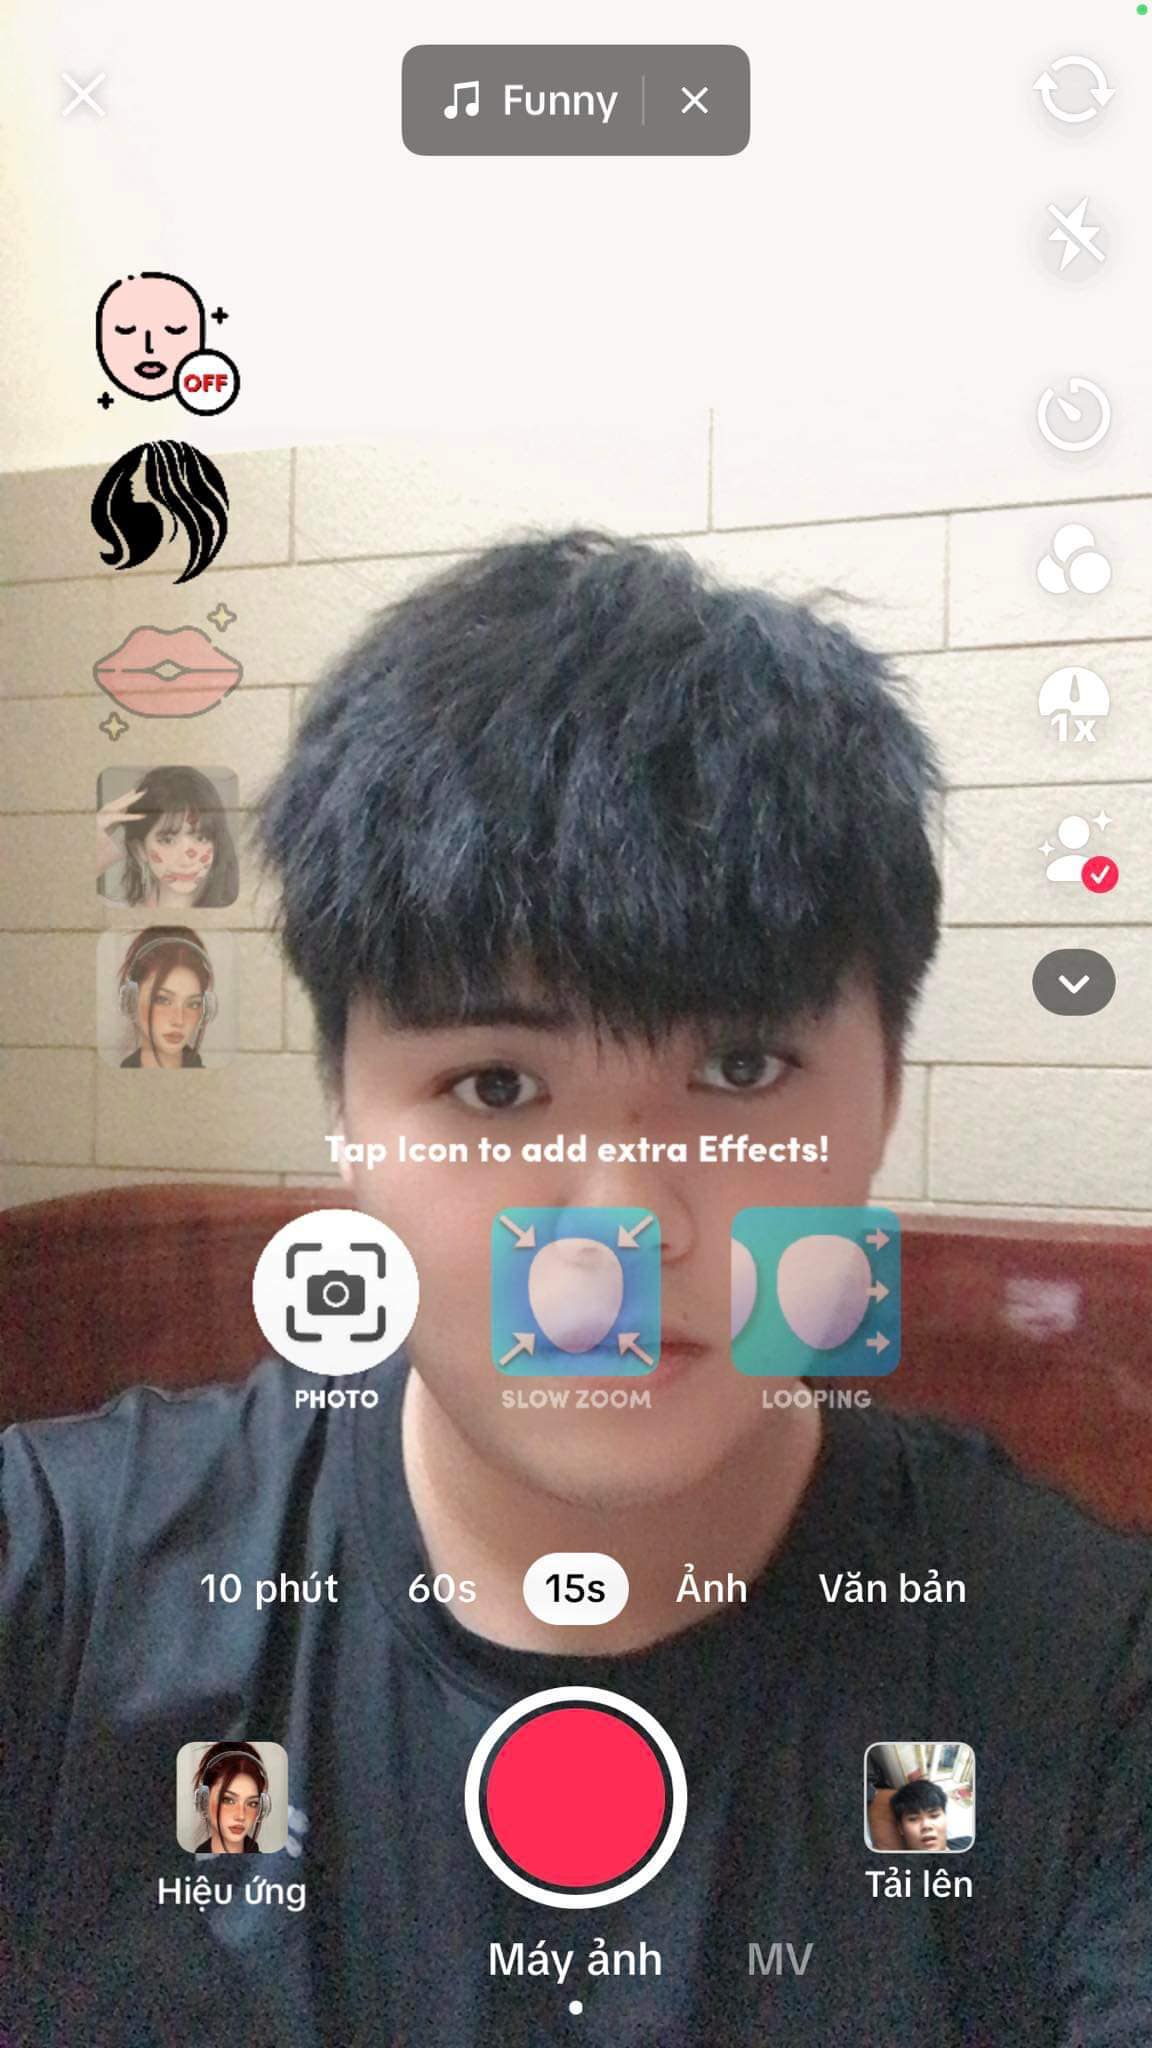 Funny
OFF
1x
Tap Icon to add extra Effects!
PHOTO
SLOW ZOOM
LOOPING
10 phút
60s
15s
Ảnh
Văn bản
Hiệu ứng
Tải lên
Máy ảnh
MV